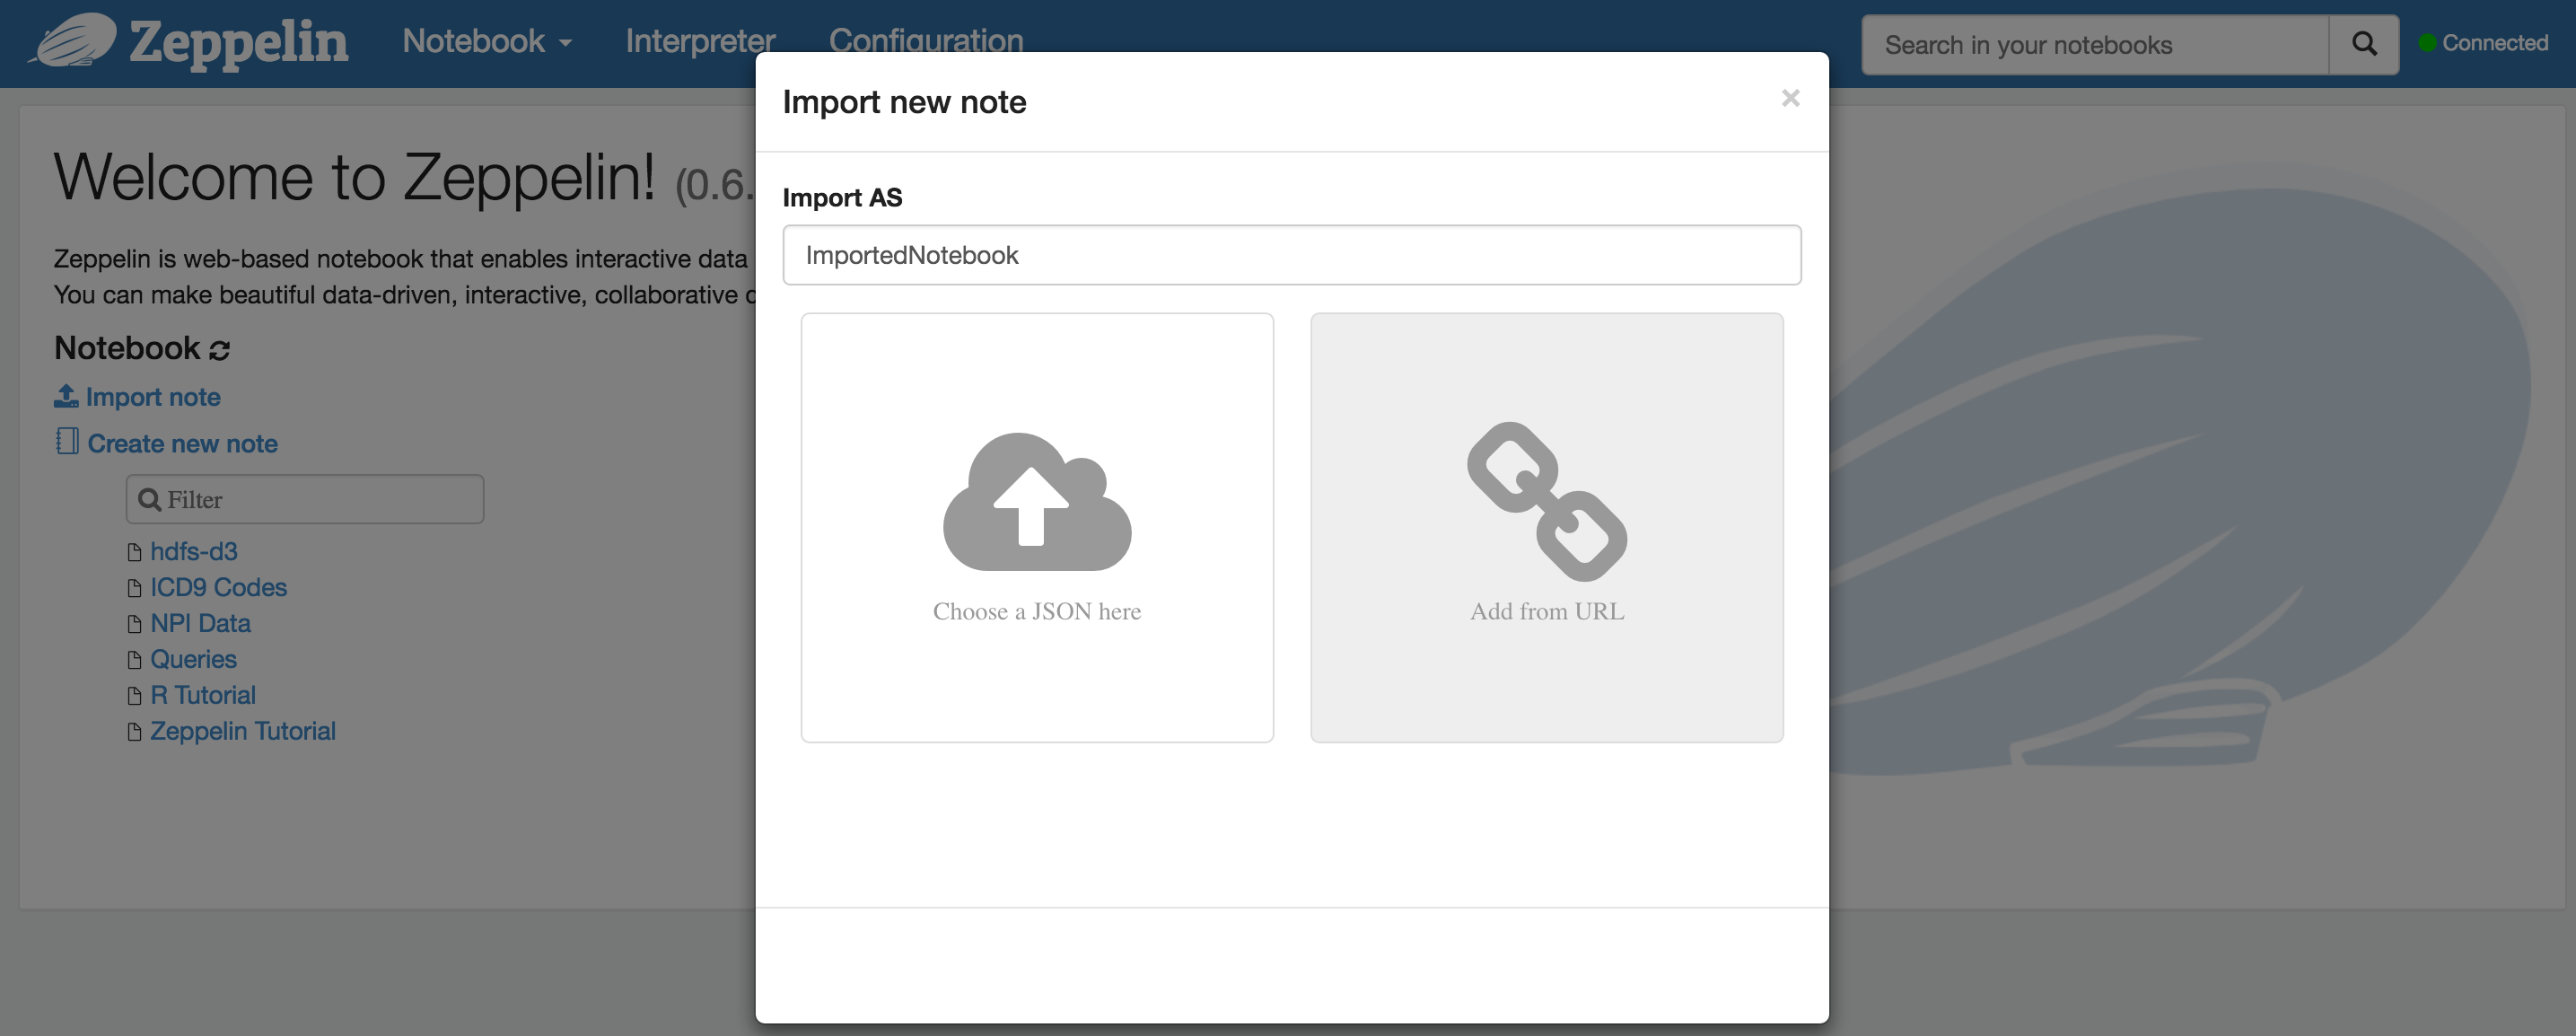 Zeppelin Notebook Interpreter Configuration Search in your notebooks Connected
Import new note ×
Welcome to Zeppelin! (0.6.
Import AS
ImportedNotebook
Zeppelin is web-based notebook that enables interactive data
You can make beautiful data-driven, interactive, collaborative
Notebook
Import note
Create new note
Filter
hdfs-d3
ICD9 Codes
NPI Data
Queries
R Tutorial
Zeppelin Tutorial
Choose a JSON here
Add from URL